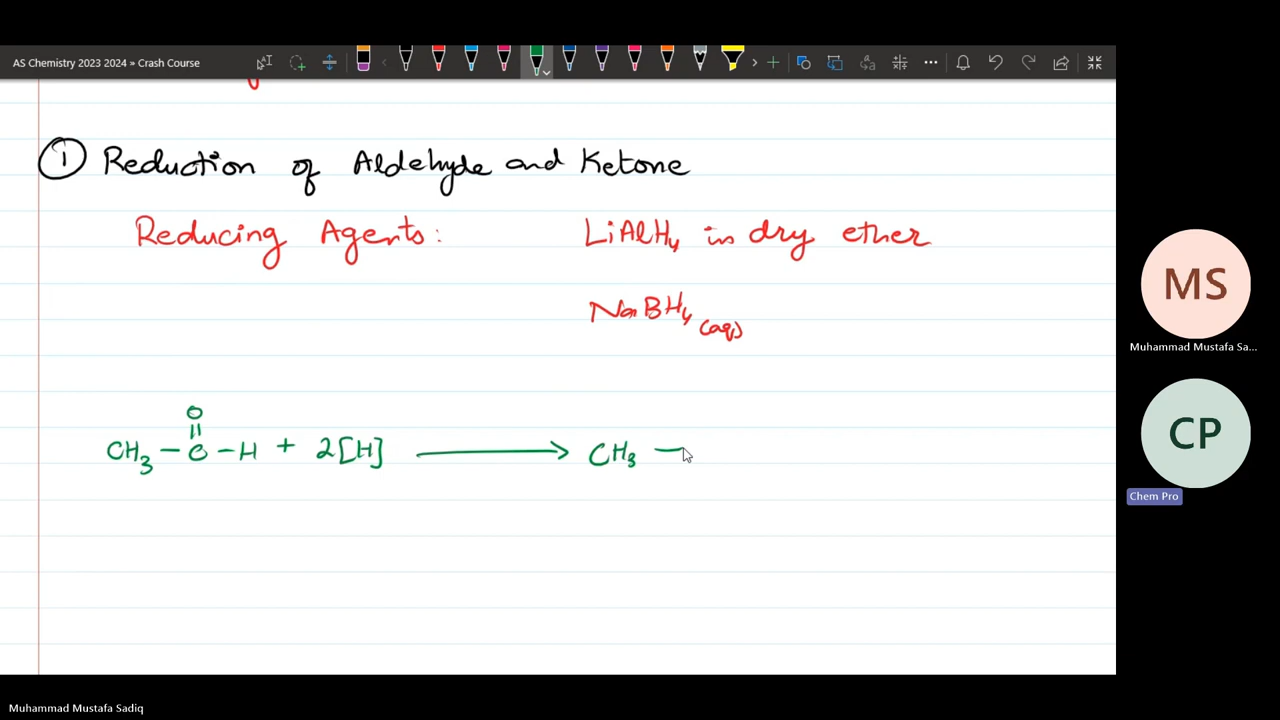 AS Chemistry 2023 2024 » Crash Course
① Reduction of Aldehyde and Ketone
Reducing Agents: LiAlH₄ in dry ether
NaBH₄ (aq)
O
||
CH₃ — C — H + 2[H] ⟶ CH₃ —
MS
Muhammad Mustafa Sa...
CP
Chem Pro
Muhammad Mustafa Sadiq